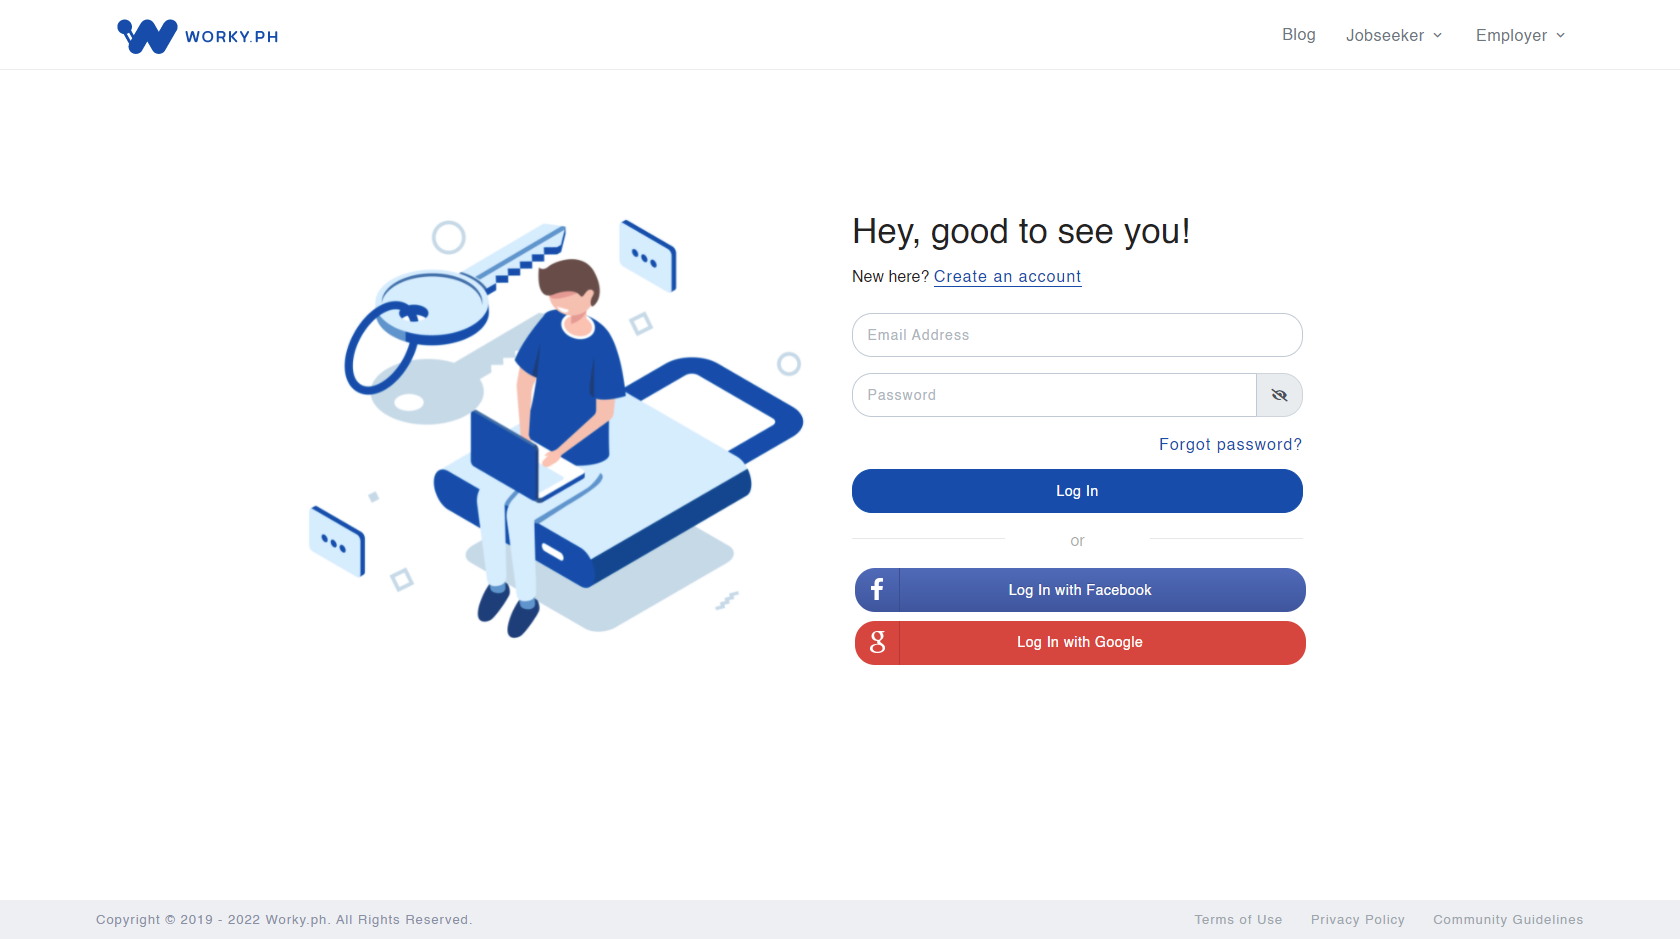 WORKY.PH
Blog
Jobseeker
Employer
Hey, good to see you!
New here? Create an account
Email Address
Password
Forgot password?
Log In
or
f Log In with Facebook
g Log In with Google
Copyright © 2019 - 2022 Worky.ph. All Rights Reserved.
Terms of Use
Privacy Policy
Community Guidelines